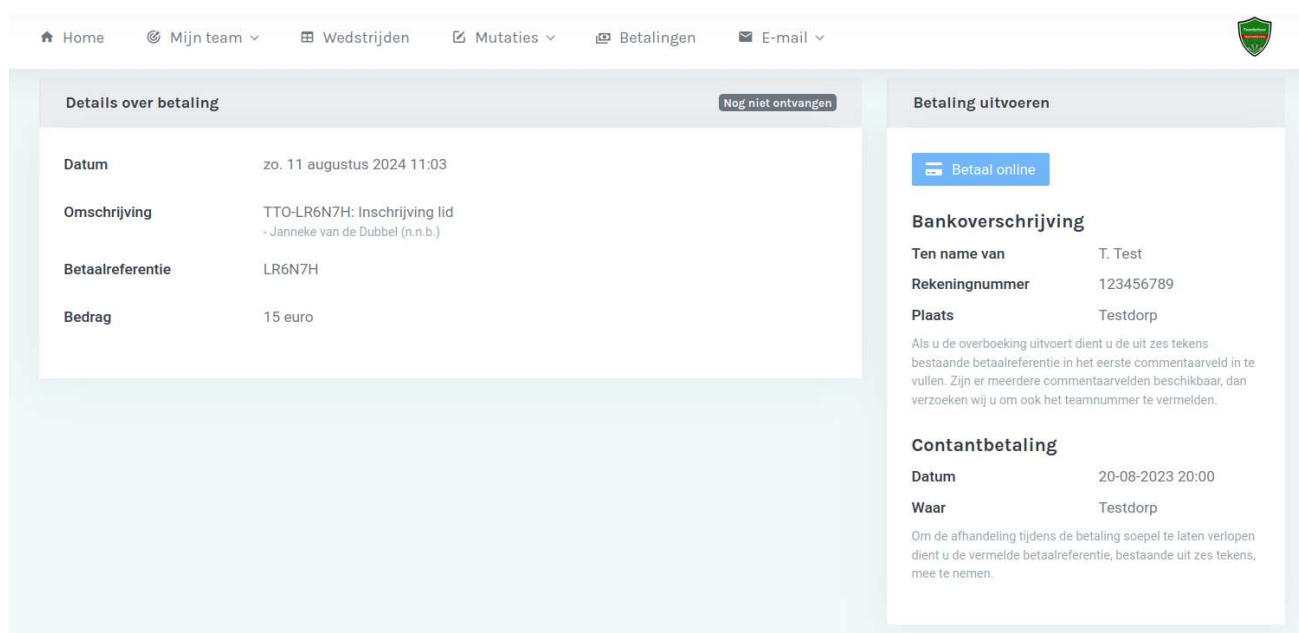 Home Mijn team Wedstrijden Mutaties Betalingen E-mail
Details over betaling Nog niet ontvangen
Datum zo. 11 augustus 2024 11:03
Omschrijving TTO-LR6N7H: Inschrijving lid
- Janneke van de Dubbel (n.n.b.)
Betaalreferentie LR6N7H
Bedrag 15 euro
Betaling uitvoeren
Betaal online
Bankoverschrijving
Ten name van T. Test
Rekeningnummer 123456789
Plaats Testdorp
Als u de overboeking uitvoert dient u de uit zes tekens
bestaande betaalreferentie in het eerste commentaarveld in te
vullen. Zijn er meerdere commentaarvelden beschikbaar, dan
verzoeken wij u om ook het teamnummer te vermelden.
Contantbetaling
Datum 20-08-2023 20:00
Waar Testdorp
Om de afhandeling tijdens de betaling soepel te laten verlopen
dient u de vermelde betaalreferentie, bestaande uit zes tekens,
mee te nemen.